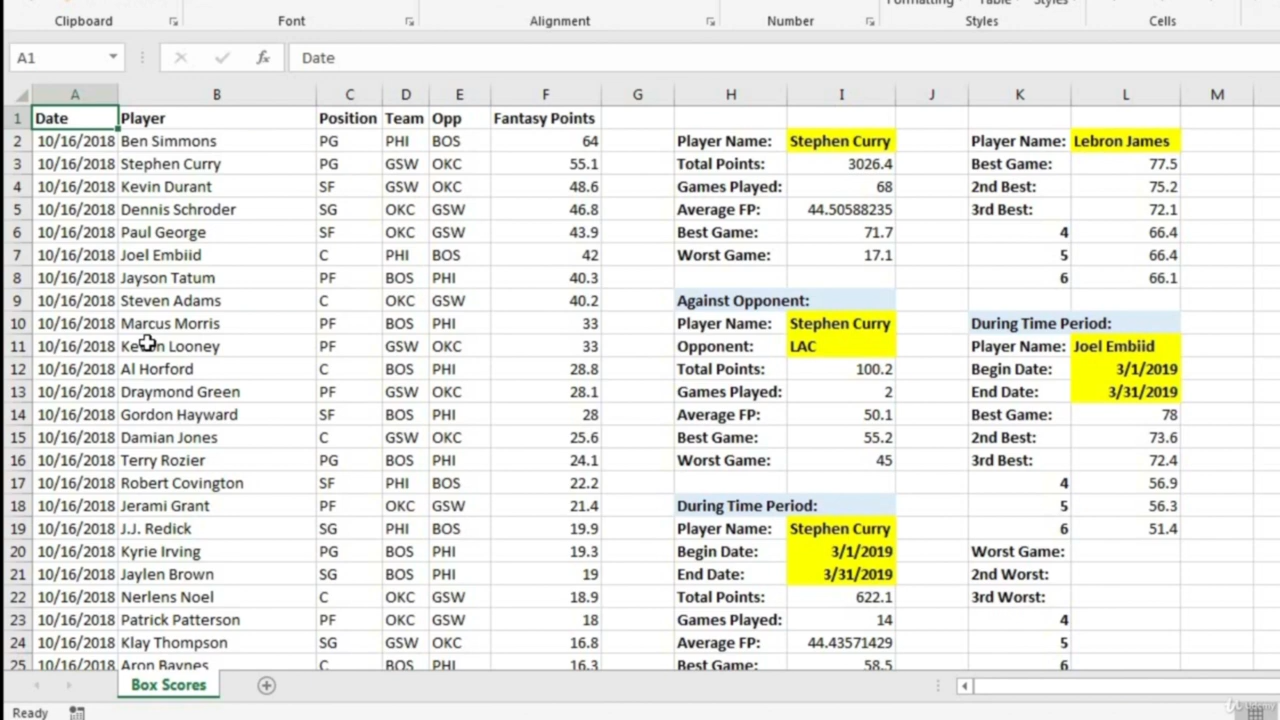 Formatting Table Styles
Clipboard Font Alignment Number Styles Cells
A1 fx Date
A B C D E F G H I J K L M
1 Date Player Position Team Opp Fantasy Points
2 10/16/2018 Ben Simmons PG PHI BOS 64 Player Name: Stephen Curry Player Name: Lebron James
3 10/16/2018 Stephen Curry PG GSW OKC 55.1 Total Points: 3026.4 Best Game: 77.5
4 10/16/2018 Kevin Durant SF GSW OKC 48.6 Games Played: 68 2nd Best: 75.2
5 10/16/2018 Dennis Schroder SG OKC GSW 46.8 Average FP: 44.50588235 3rd Best: 72.1
6 10/16/2018 Paul George SF OKC GSW 43.9 Best Game: 71.7 4 66.4
7 10/16/2018 Joel Embiid C PHI BOS 42 Worst Game: 17.1 5 66.4
8 10/16/2018 Jayson Tatum PF BOS PHI 40.3 6 66.1
9 10/16/2018 Steven Adams C OKC GSW 40.2 Against Opponent:
10 10/16/2018 Marcus Morris PF BOS PHI 33 Player Name: Stephen Curry During Time Period:
11 10/16/2018 Kevon Looney PF GSW OKC 33 Opponent: LAC Player Name: Joel Embiid
12 10/16/2018 Al Horford C BOS PHI 28.8 Total Points: 100.2 Begin Date: 3/1/2019
13 10/16/2018 Draymond Green PF GSW OKC 28.1 Games Played: 2 End Date: 3/31/2019
14 10/16/2018 Gordon Hayward SF BOS PHI 28 Average FP: 50.1 Best Game: 78
15 10/16/2018 Damian Jones C GSW OKC 25.6 Best Game: 55.2 2nd Best: 73.6
16 10/16/2018 Terry Rozier PG BOS PHI 24.1 Worst Game: 45 3rd Best: 72.4
17 10/16/2018 Robert Covington SF PHI BOS 22.2 4 56.9
18 10/16/2018 Jerami Grant PF OKC GSW 21.4 During Time Period: 5 56.3
19 10/16/2018 J.J. Redick SG PHI BOS 19.9 Player Name: Stephen Curry 6 51.4
20 10/16/2018 Kyrie Irving PG BOS PHI 19.3 Begin Date: 3/1/2019 Worst Game:
21 10/16/2018 Jaylen Brown SG BOS PHI 19 End Date: 3/31/2019 2nd Worst:
22 10/16/2018 Nerlens Noel C OKC GSW 18.9 Total Points: 622.1 3rd Worst:
23 10/16/2018 Patrick Patterson PF OKC GSW 18 Games Played: 14 4
24 10/16/2018 Klay Thompson SG GSW OKC 16.8 Average FP: 44.43571429 5
25 10/16/2018 Aron Baynes C BOS PHI 16.3 Best Game: 58.5 6
Box Scores
Ready
Udemy